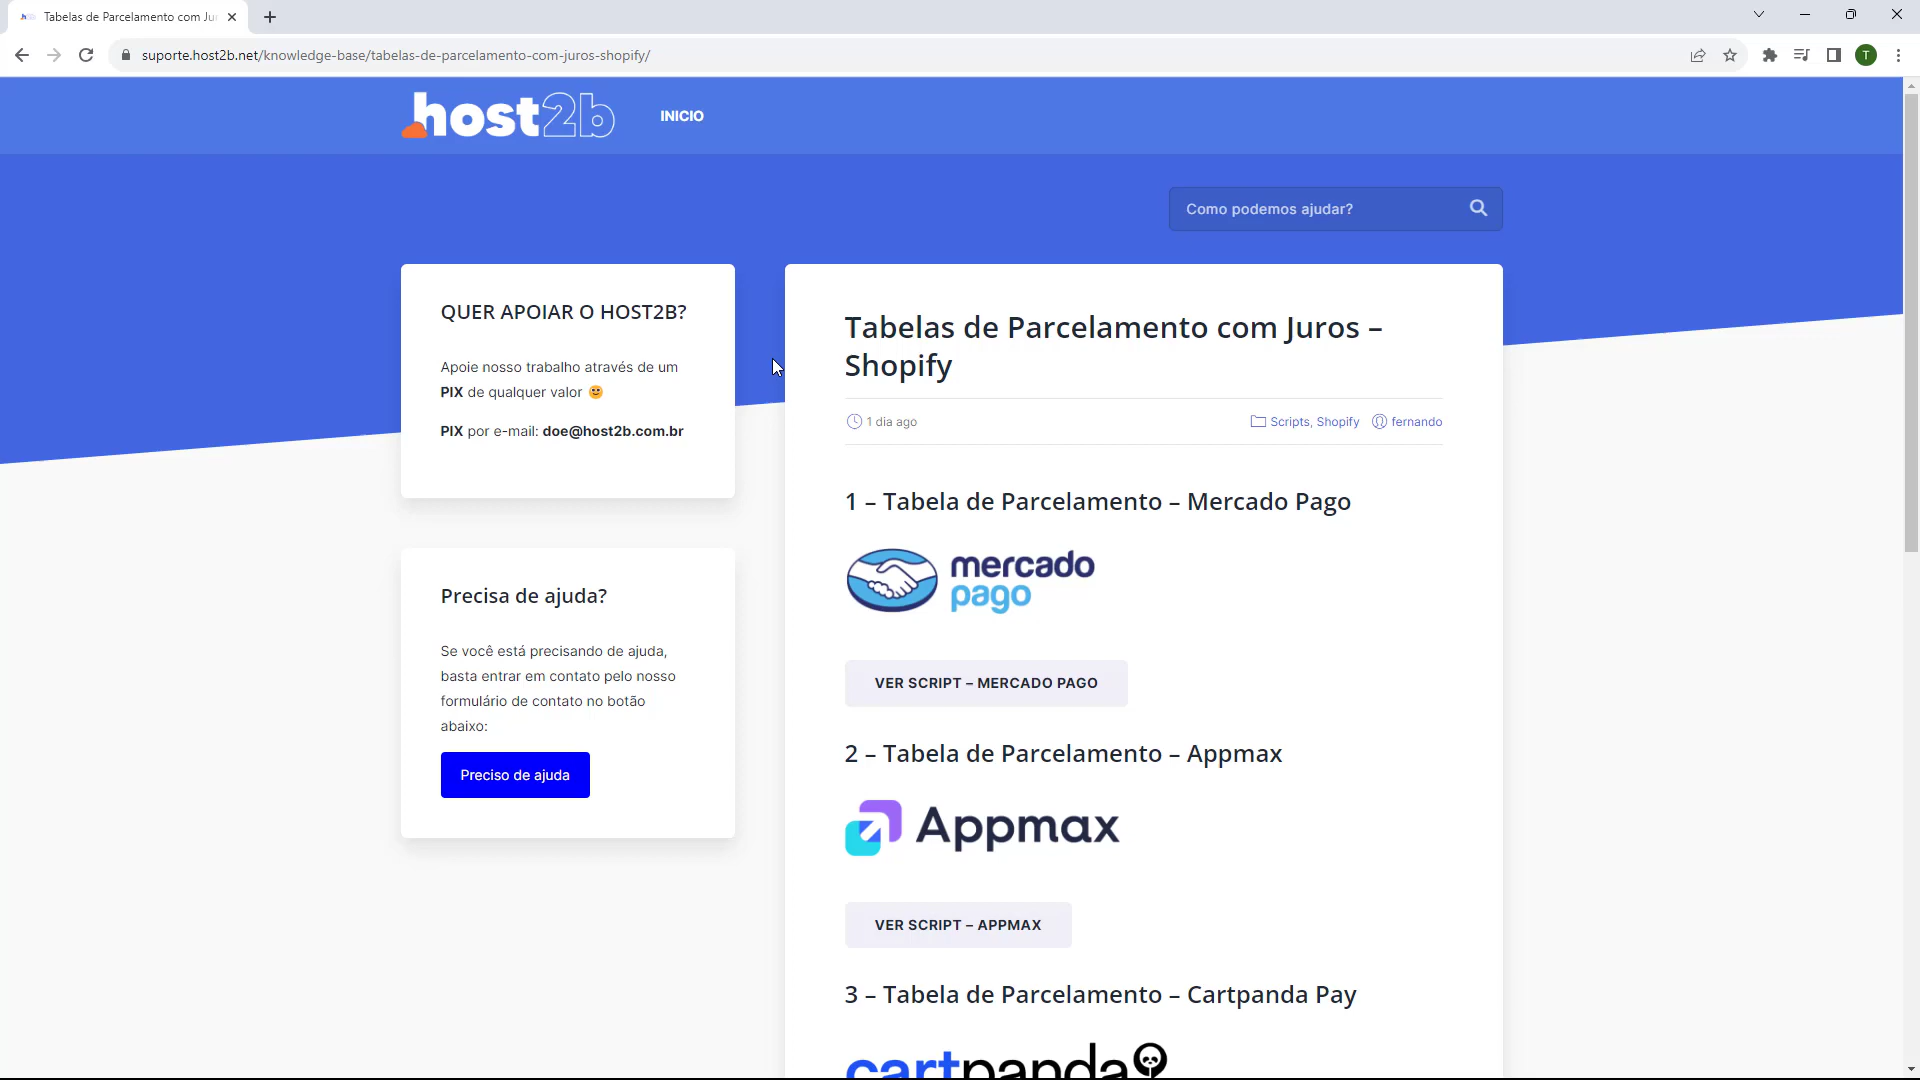 Tabelas de Parcelamento com Ju
suporte.host2b.net/knowledge-base/tabelas-de-parcelamento-com-juros-shopify/
T
host2b
INICIO
Como podemos ajudar?
QUER APOIAR O HOST2B?
Apoie nosso trabalho através de um
PIX de qualquer valor 🙂
PIX por e-mail: doe@host2b.com.br
Precisa de ajuda?
Se você está precisando de ajuda,
basta entrar em contato pelo nosso
formulário de contato no botão
abaixo:
Preciso de ajuda
Tabelas de Parcelamento com Juros –
Shopify
1 dia ago
Scripts, Shopify
fernando
1 – Tabela de Parcelamento – Mercado Pago
mercado
pago
VER SCRIPT – MERCADO PAGO
2 – Tabela de Parcelamento – Appmax
Appmax
VER SCRIPT – APPMAX
3 – Tabela de Parcelamento – Cartpanda Pay
cartpanda